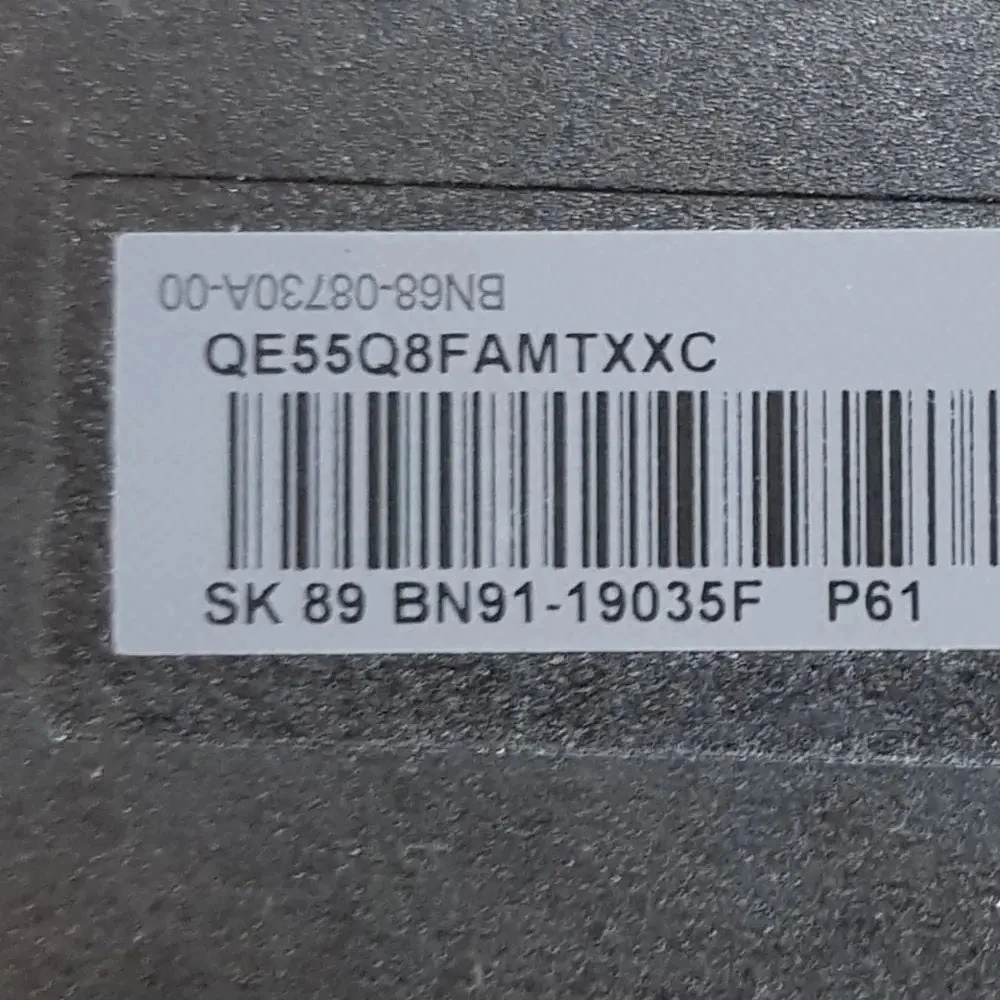 BN68-08730A-00
QE55Q8FAMTXXC
SK 89 BN91-19035F P61